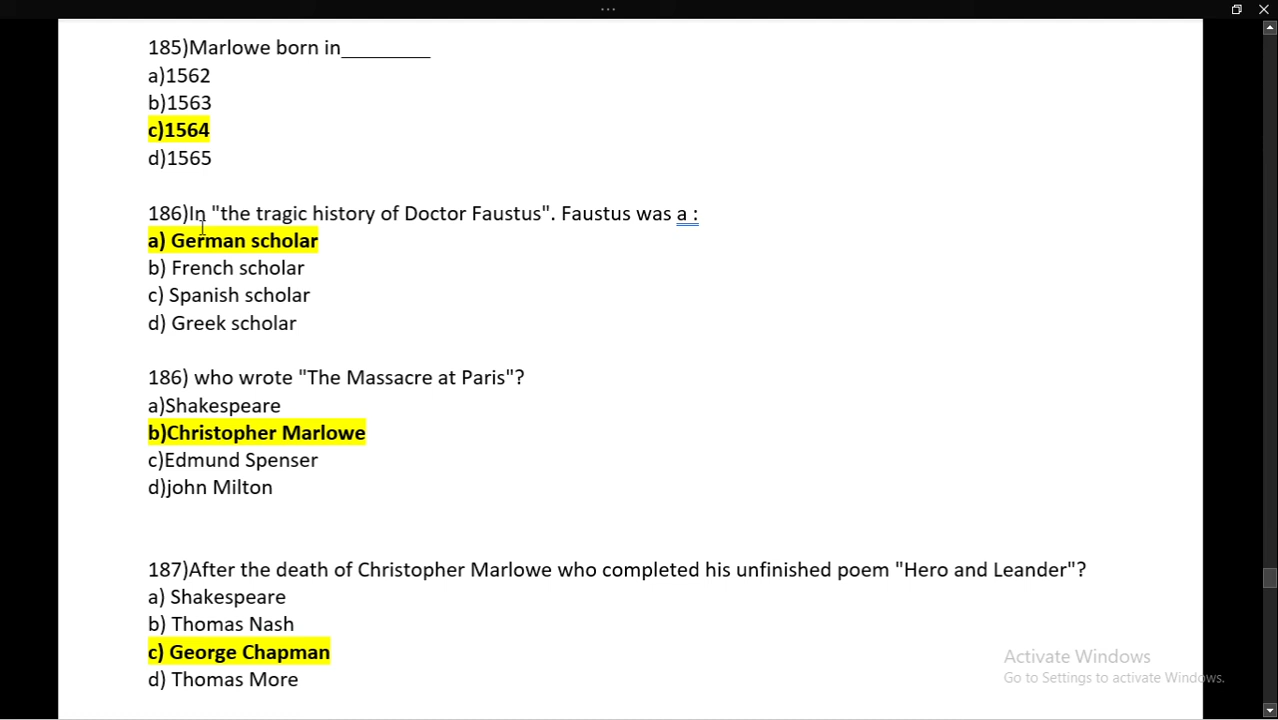 185)Marlowe born in________
a)1562
b)1563
c)1564
d)1565
186)In "the tragic history of Doctor Faustus". Faustus was a :
a) German scholar
b) French scholar
c) Spanish scholar
d) Greek scholar
186) who wrote "The Massacre at Paris"?
a)Shakespeare
b)Christopher Marlowe
c)Edmund Spenser
d)john Milton
187)After the death of Christopher Marlowe who completed his unfinished poem "Hero and Leander"?
a) Shakespeare
b) Thomas Nash
c) George Chapman
d) Thomas More
Activate Windows
Go to Settings to activate Windows.